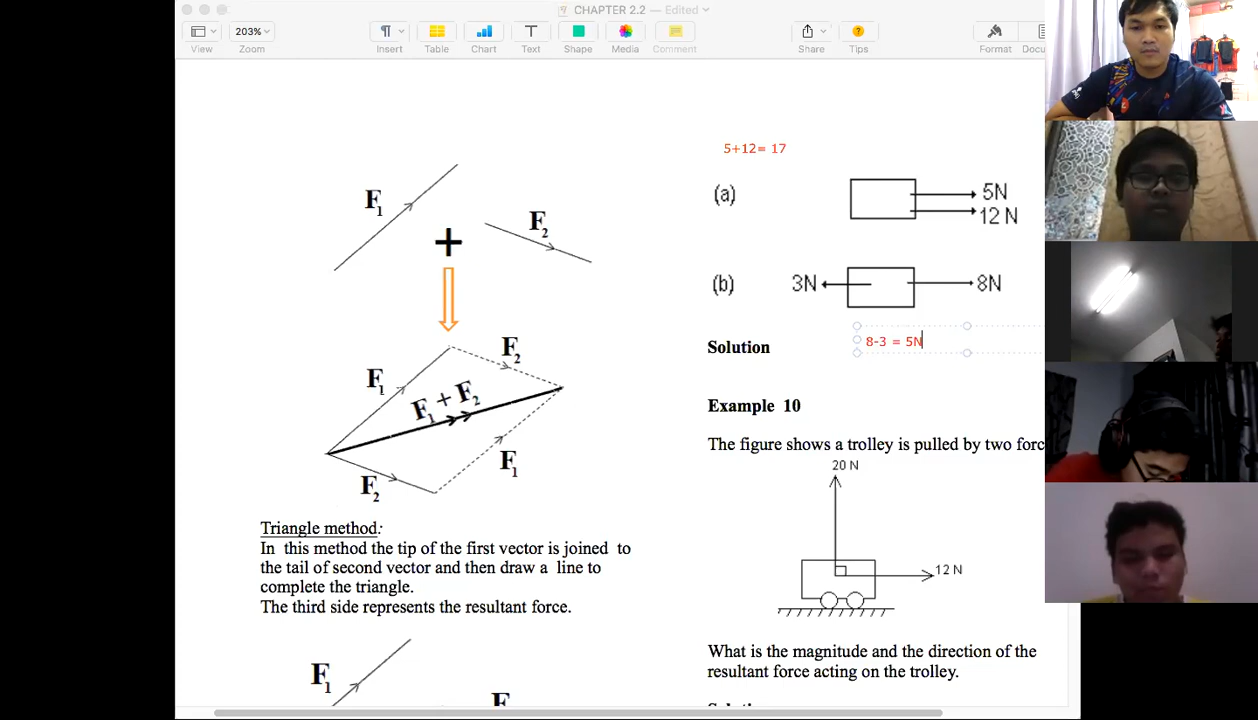 CHAPTER 2.2 — Edited
203%
View
Zoom
Insert
Table
Chart
Text
Shape
Media
Comment
Share
Tips
Format
F1
+
F2
F1
F2
F1 + F2
F2
F1
Triangle method:
In this method the tip of the first vector is joined to
the tail of second vector and then draw a line to
complete the triangle.
The third side represents the resultant force.
F1
5+12= 17
(a)
5N
12 N
(b)
3N
8N
Solution
8-3 = 5N
Example 10
The figure shows a trolley is pulled by two forc
20 N
12 N
What is the magnitude and the direction of the
resultant force acting on the trolley.